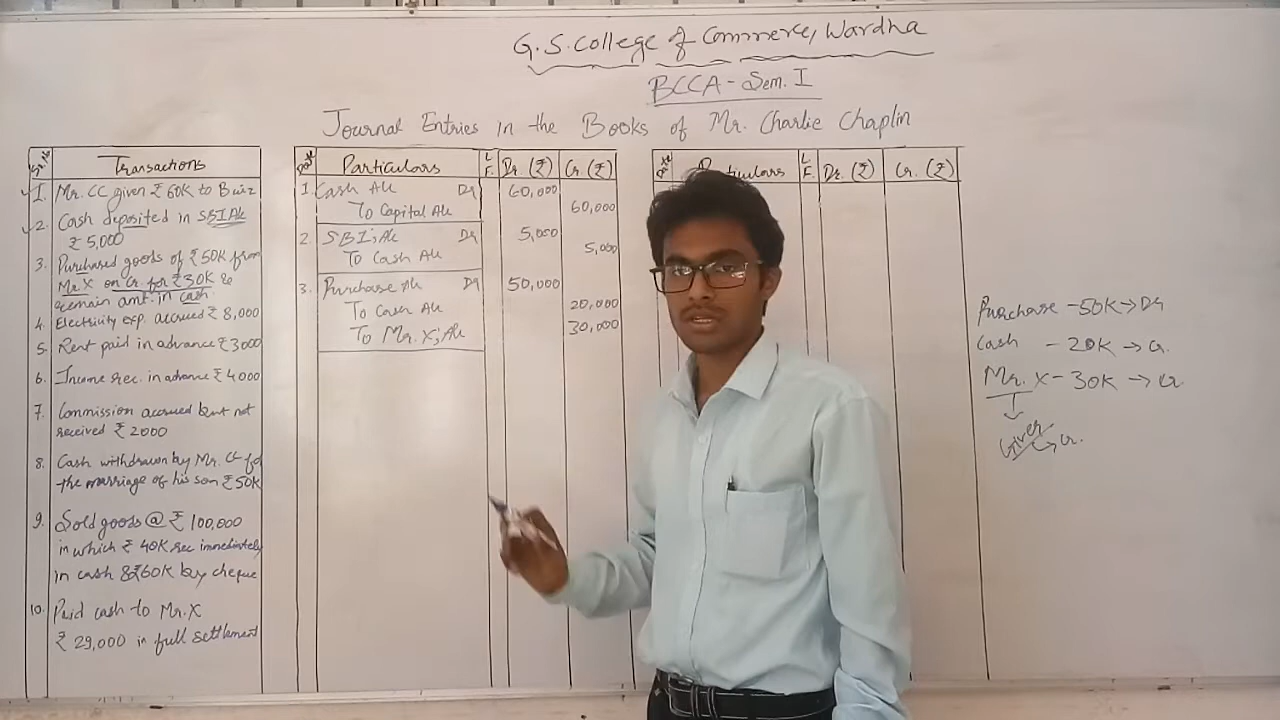 G.S. College of Commerce, Wardha
BCCA - Sem. I
Journal Entries in the Books of Mr. Charlie Chaplin
Sr. No
Transactions
1. Mr. CC given ₹ 60K to Buiz
2. Cash deposited in SBI A/c
₹ 5,000
3. Purchased goods of ₹ 50K from
Mr X on Cr. for ₹ 30K &
remain amt. in cash
4. Electricity exp. accrued ₹ 8,000
5. Rent paid in advance ₹ 3000
6. Income rec. in advance ₹ 4000
7. Commission accrued but not
received ₹ 2000
8. Cash withdrawn by Mr. CC for
the marriage of his son ₹ 50K
9. Sold goods @ ₹ 100,000
in which ₹ 40K rec immediately
in cash & ₹ 60K by cheque
10. Paid cash to Mr. X
₹ 29,000 in full settlement
Date Particulars L.F. Dr. (₹) Cr. (₹)
1. Cash A/c Dr 60,000
To Capital A/c 60,000
2. SBI's A/c Dr 5,000
To Cash A/c 5,000
3. Purchase A/c Dr 50,000
To Cash A/c 20,000
To Mr. X's A/c 30,000
Date ticulars L.F. Dr. (₹) Cr. (₹)
Purchase - 50K → Dr
Cash - 20K → Cr.
Mr. X - 30K → Cr
Giver → Cr.